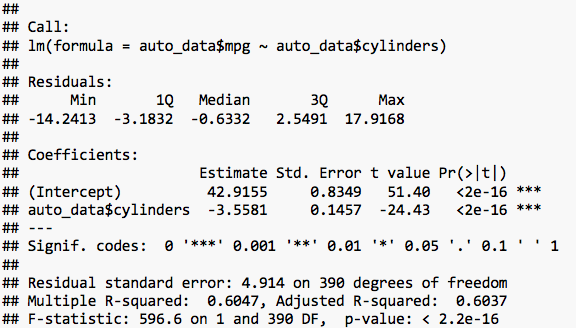 ##
## Call:
## lm(formula = auto_data$mpg ~ auto_data$cylinders)
##
## Residuals:
##      Min       1Q   Median       3Q      Max
## -14.2413  -3.1832  -0.6332   2.5491  17.9168
##
## Coefficients:
##                     Estimate Std. Error t value Pr(>|t|)
## (Intercept)          42.9155     0.8349   51.40   <2e-16 ***
## auto_data$cylinders  -3.5581     0.1457  -24.43   <2e-16 ***
## ---
## Signif. codes:  0 '***' 0.001 '**' 0.01 '*' 0.05 '.' 0.1 ' ' 1
##
## Residual standard error: 4.914 on 390 degrees of freedom
## Multiple R-squared:  0.6047, Adjusted R-squared:  0.6037
## F-statistic: 596.6 on 1 and 390 DF,  p-value: < 2.2e-16